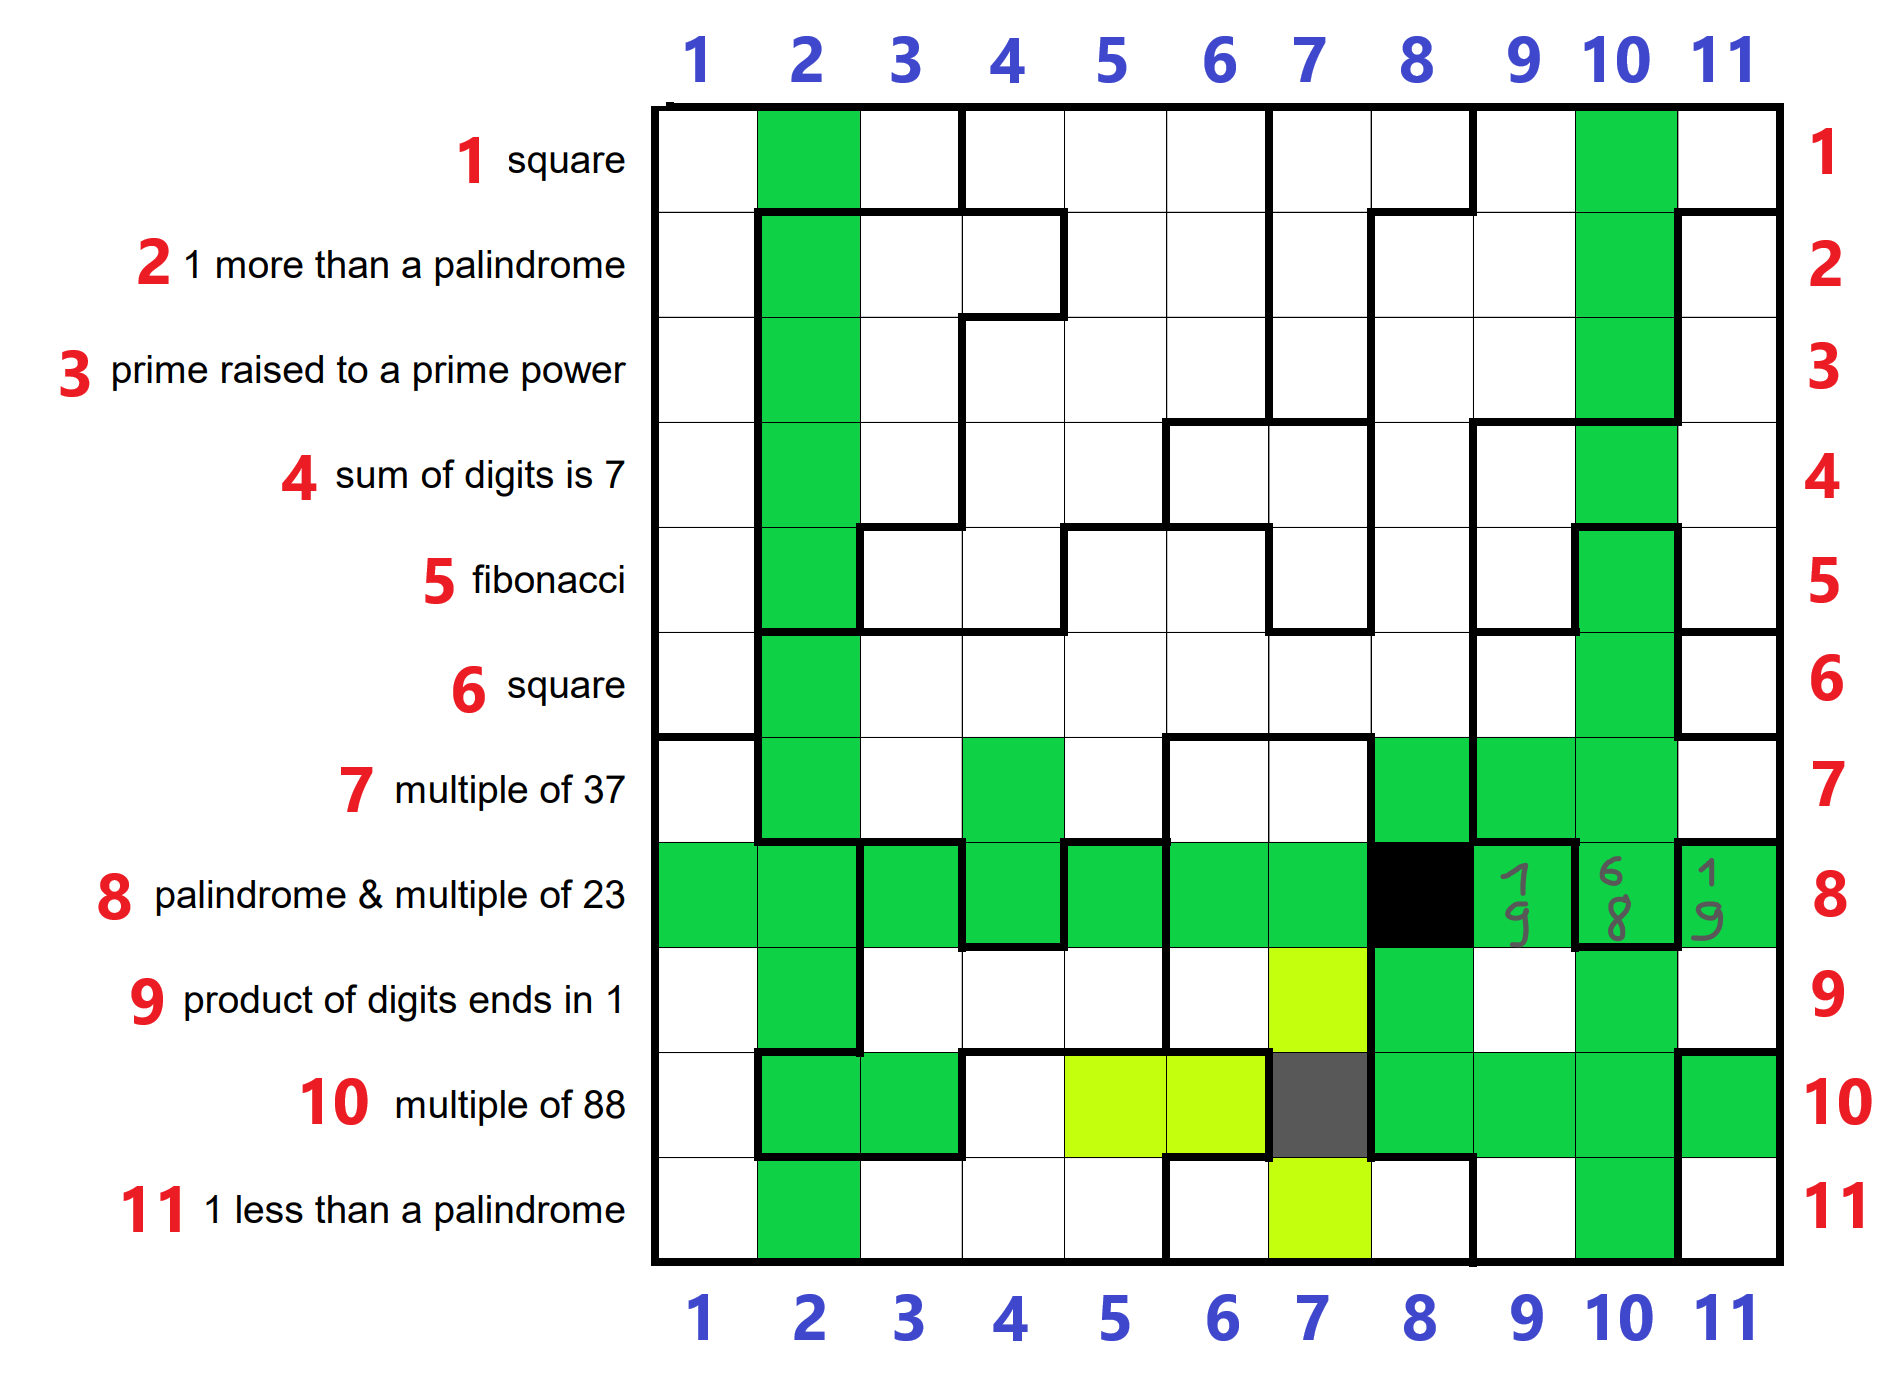 1 2 3 4 5 6 7 8 9 10 11
1 square 1
2 1 more than a palindrome 2
3 prime raised to a prime power 3
4 sum of digits is 7 4
5 fibonacci 5
6 square 6
7 multiple of 37 7
8 palindrome & multiple of 23 1 6 1 8
9 8 9
9 product of digits ends in 1 9
10 multiple of 88 10
11 1 less than a palindrome 11
1 2 3 4 5 6 7 8 9 10 11